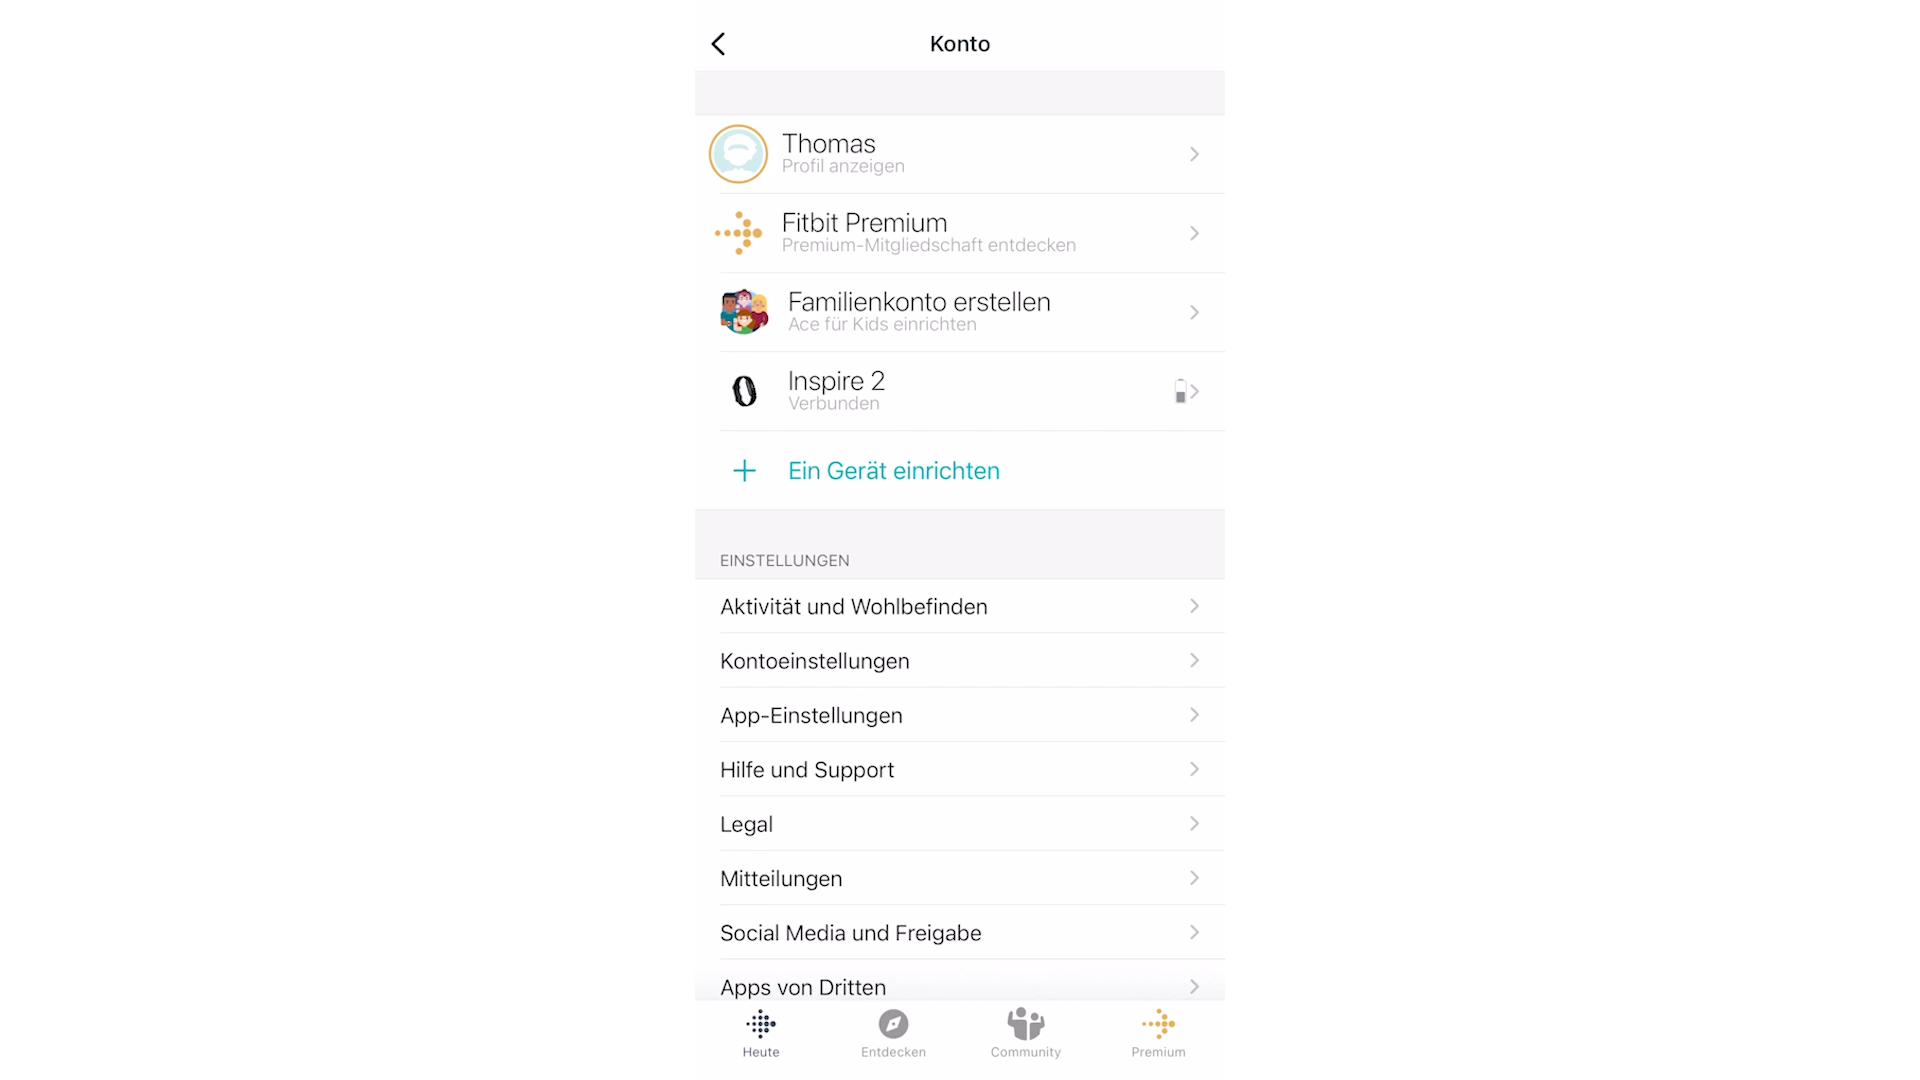 Konto
Thomas
Profil anzeigen
Fitbit Premium
Premium-Mitgliedschaft entdecken
Familienkonto erstellen
Ace für Kids einrichten
Inspire 2
Verbunden
Ein Gerät einrichten
EINSTELLUNGEN
Aktivität und Wohlbefinden
Kontoeinstellungen
App-Einstellungen
Hilfe und Support
Legal
Mitteilungen
Social Media und Freigabe
Apps von Dritten
Heute
Entdecken
Community
Premium